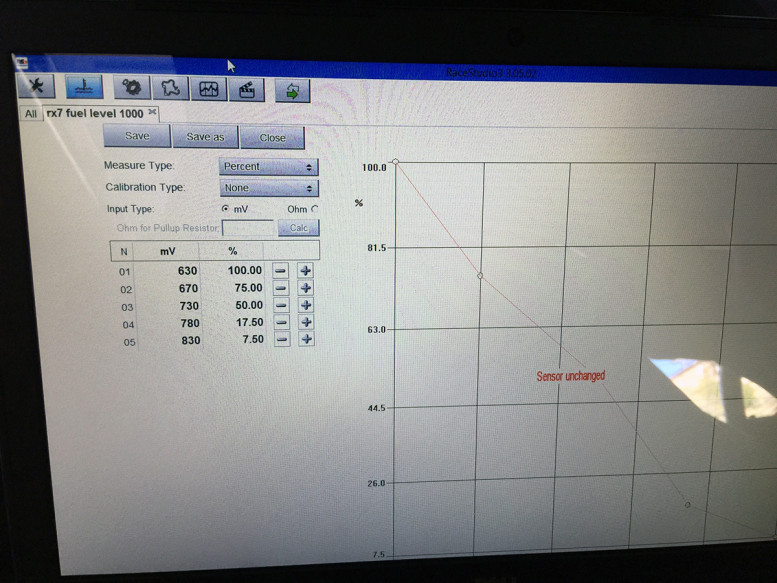 RaceStudio3 3.05.02
All rx7 fuel level 1000
Save Save as Close
Measure Type: Percent
Calibration Type: None
Input Type: mV Ohm
Ohm for Pullup Resistor: Calc
N mV %
01 630 100.00
02 670 75.00
03 730 50.00
04 780 17.50
05 830 7.50
100.0
%
81.5
63.0
Sensor unchanged
44.5
26.0
7.5